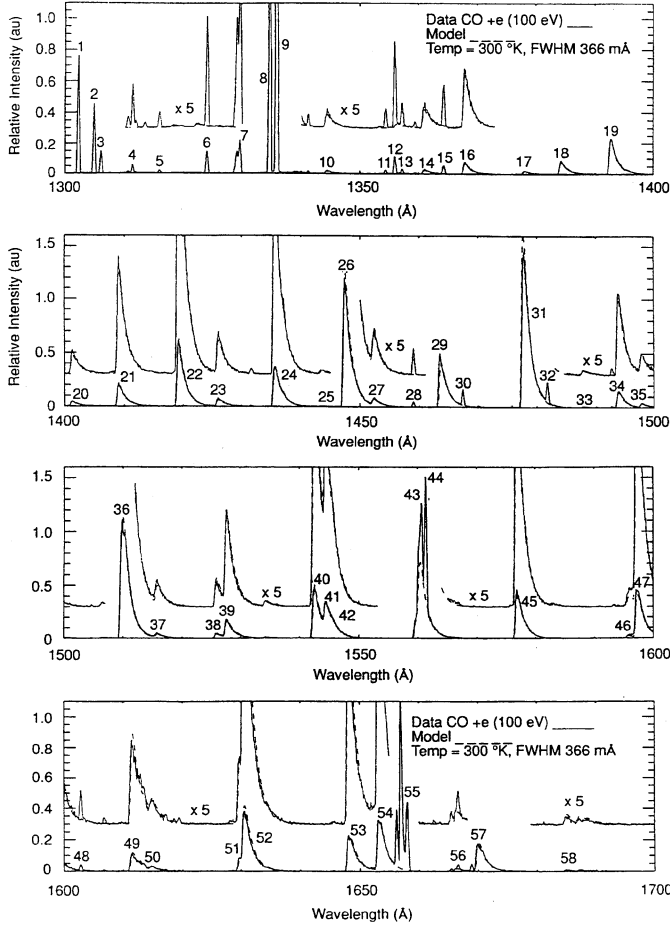 Data CO +e (100 eV)
Model
Temp = 300 °K, FWHM 366 mÅ
Relative Intensity (au)
1.0
0.8
0.6
0.4
0.2
0
1 2 3 4 5 6 7 8 9 10 11 12 13 14 15 16 17 18 19
x 5
x 5
1300 1350 1400
Wavelength (Å)
Relative Intensity (au)
1.5
1.0
0.5
0
20 21 22 23 24 25 26 27 28 29 30 31 32 33 34 35
x 5
x 5
1400 1450 1500
Wavelength (Å)
1.5
1.0
0.5
0
36 37 38 39 40 41 42 43 44 45 46 47
x 5
x 5
1500 1550 1600
Data CO +e (100 eV)
Model
Temp = 300 °K, FWHM 366 mÅ
1.0
0.8
0.6
0.4
0.2
0
48 49 50 51 52 53 54 55 56 57 58
x 5
x 5
1600 1650 1700
Wavelength (Å)